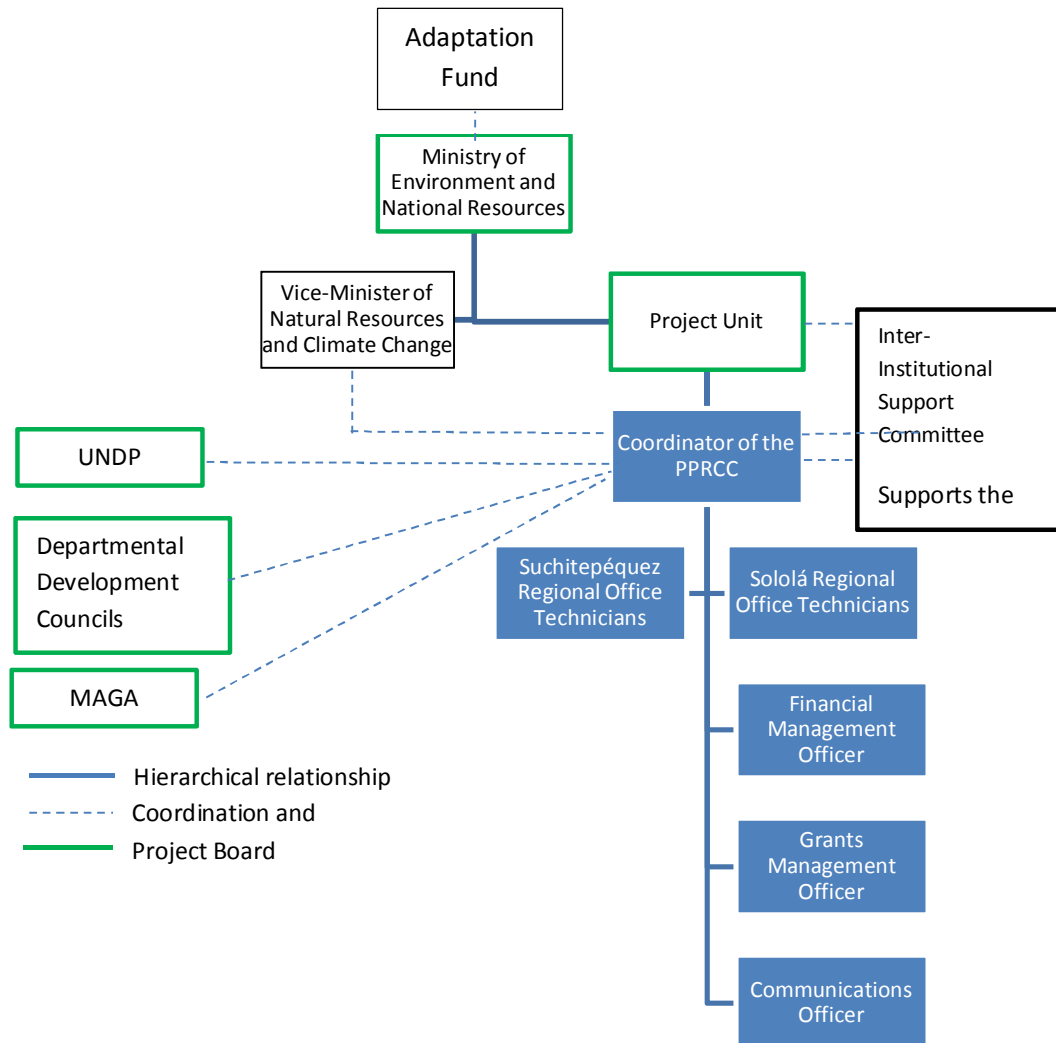 Adaptation
Fund
Ministry of
Environment and
National Resources
Vice-Minister of
Natural Resources
and Climate Change
Project Unit
Inter-
Institutional
Support
Committee
Supports the
Coordinator of the
PPRCC
UNDP
Departmental
Development
Councils
MAGA
Suchitepéquez
Regional Office
Technicians
Sololá Regional
Office Technicians
Financial
Management
Officer
Grants
Management
Officer
Communications
Officer
Hierarchical relationship
Coordination and
Project Board